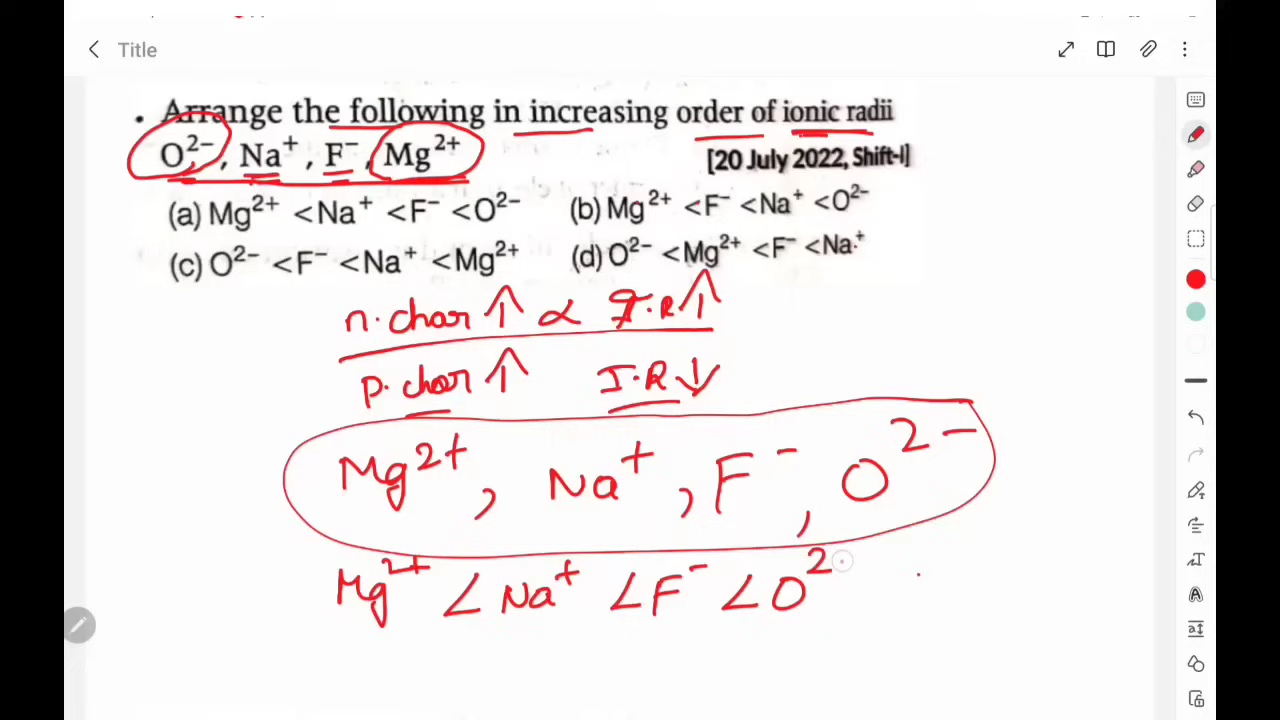 Title
. Arrange the following in increasing order of ionic radii
O²⁻, Na⁺, F⁻, Mg²⁺ [20 July 2022, Shift-I]
(a) Mg²⁺ <Na⁺ <F⁻ <O²⁻ (b) Mg²⁺ <F⁻ <Na⁺ <O²⁻
(c) O²⁻ <F⁻ <Na⁺ <Mg²⁺ (d) O²⁻ <Mg²⁺ <F⁻ <Na⁺
n. char ↑ ∝ I.R ↑
p. char ↑ I.R ↓
Mg²⁺, Na⁺, F⁻, O²⁻
Mg²⁺ < Na⁺ < F⁻ < O²